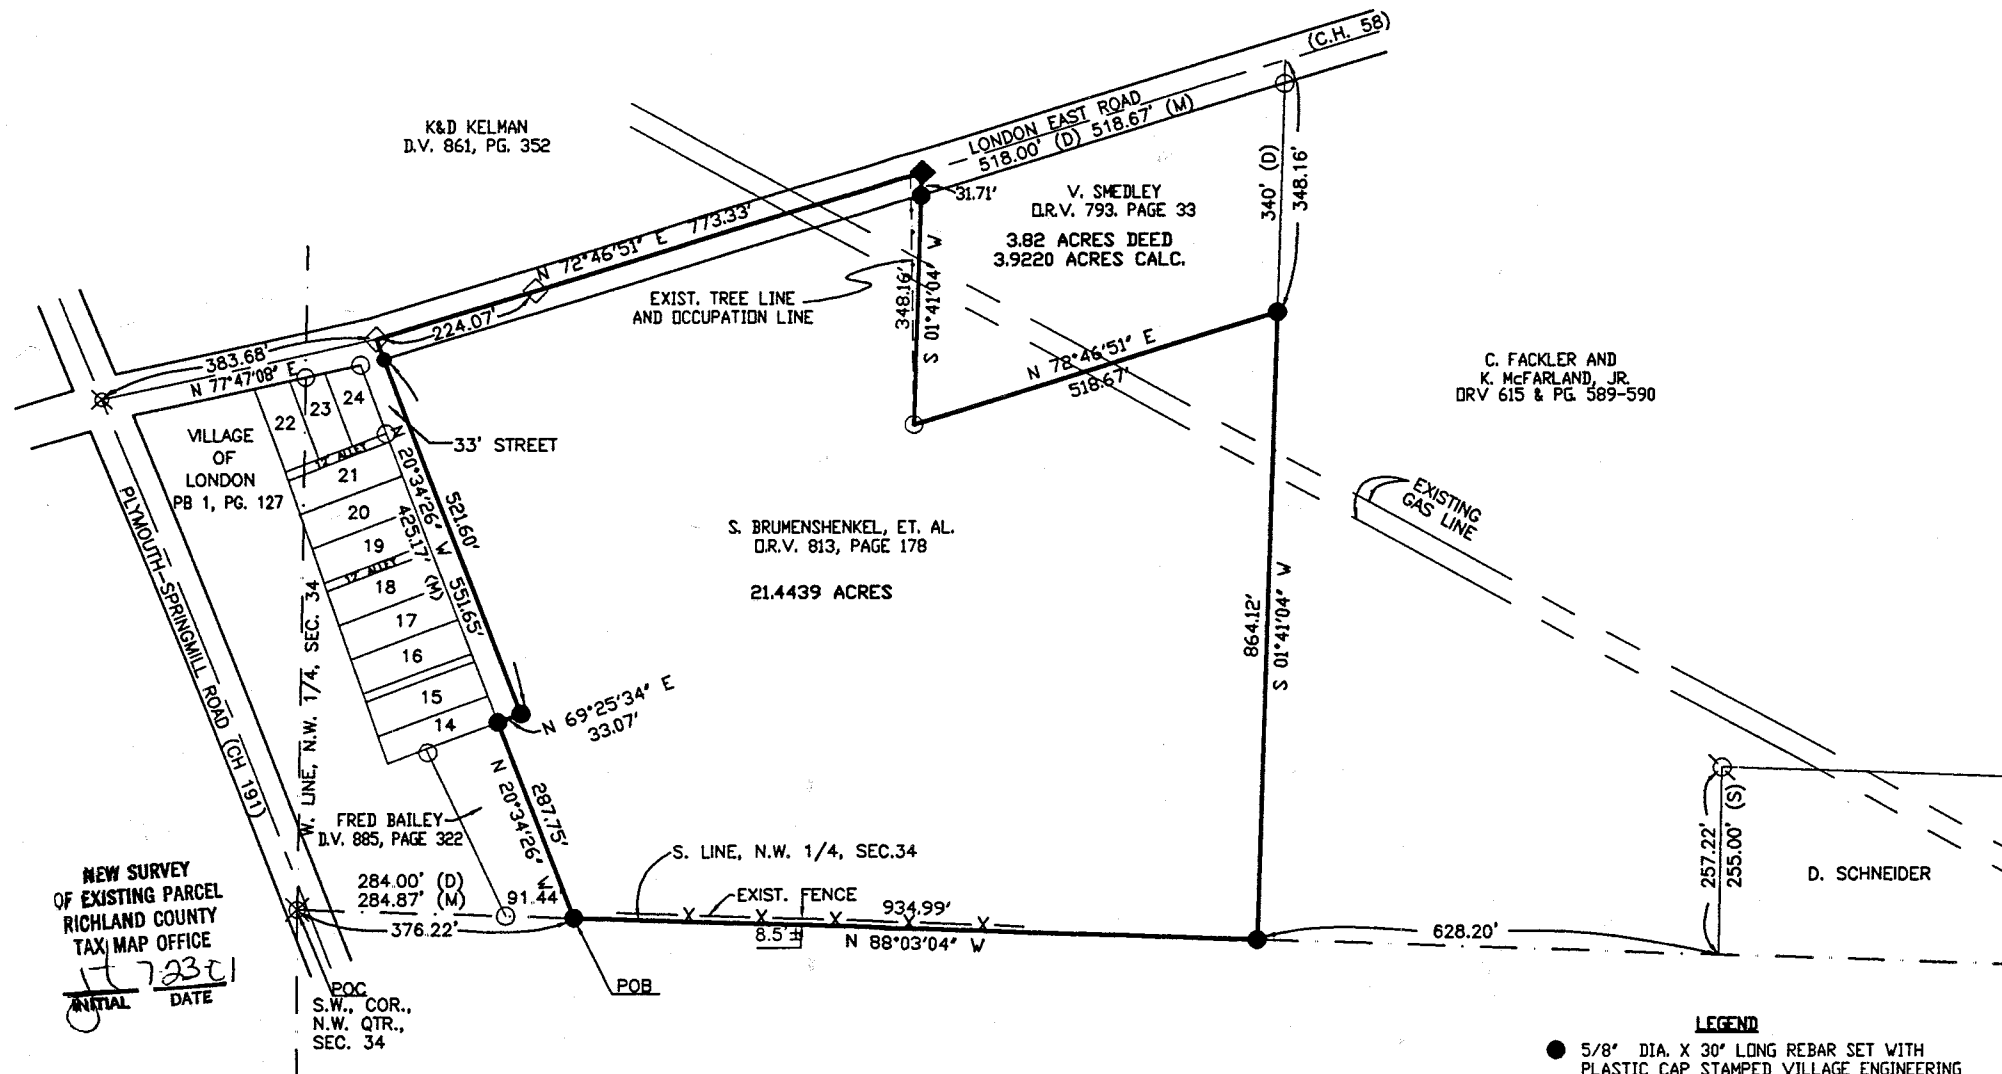 (C.H. 58)
K&D KELMAN
D.V. 861, PG. 352
LONDON EAST ROAD
518.00' (D) 518.67' (M)
340' (D)
348.16'
31.71'
V. SMEDLEY
O.R.V. 793. PAGE 33
3.82 ACRES DEED
3.9220 ACRES CALC.
N 72°46'51" E 773.33'
224.07'
EXIST. TREE LINE
AND OCCUPATION LINE
348.16'
S 01°41'04" W
N 72°46'51" E
518.67'
C. FACKLER AND
K. McFARLAND, JR.
ORV 615 & PG. 589-590
383.68'
N 77°47'08" E
22
23
24
33' STREET
VILLAGE
OF
LONDON
PB 1, PG. 127
12' ALLEY
21
20
19
12' ALLEY
18
17
16
15
14
N 20°34'26" W
425.17' (M)
521.60'
551.65'
PLYMOUTH-SPRINGMILL ROAD (CH 191)
W. LINE, N.W. 1/4, SEC. 34
S. BRUMENSHENKEL, ET. AL.
O.R.V. 813, PAGE 178
21.4439 ACRES
EXISTING
GAS LINE
864.12'
S 01°41'04" W
N 69°25'34" E
33.07'
N 20°34'26" W
287.75'
FRED BAILEY
D.V. 885, PAGE 322
284.00' (D)
284.87' (M)
91.44
376.22'
S. LINE, N.W. 1/4, SEC.34
EXIST. FENCE
934.99'
8.5'±
N 88°03'04" W
628.20'
257.22'
255.00' (S)
D. SCHNEIDER
NEW SURVEY
OF EXISTING PARCEL
RICHLAND COUNTY
TAX MAP OFFICE
INITIAL DATE
POC
S.W., COR.,
N.W. QTR.,
SEC. 34
POB
LEGEND
5/8" DIA. X 30" LONG REBAR SET WITH
PLASTIC CAP STAMPED VILLAGE ENGINEERING